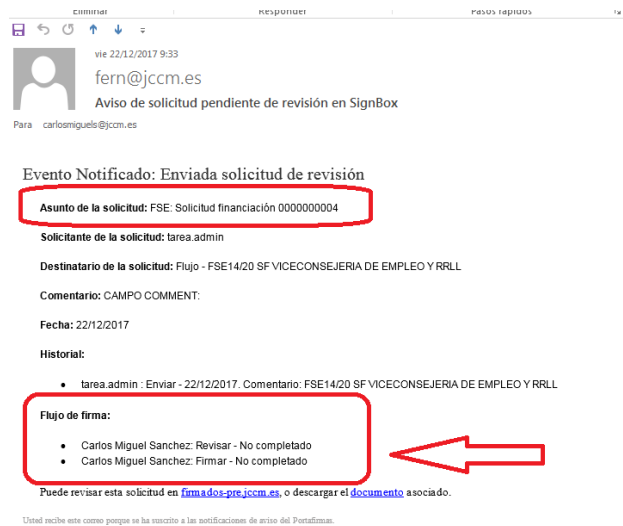 Eliminar Responder Pasos rápidos
vie 22/12/2017 9:33
fern@jccm.es
Aviso de solicitud pendiente de revisión en SignBox
Para carlosmiguels@jccm.es
Evento Notificado: Enviada solicitud de revisión
Asunto de la solicitud: FSE: Solicitud financiación 0000000004
Solicitante de la solicitud: tarea.admin
Destinatario de la solicitud: Flujo - FSE14/20 SF VICECONSEJERIA DE EMPLEO Y RRLL
Comentario: CAMPO COMMENT:
Fecha: 22/12/2017
Historial:
• tarea.admin : Enviar - 22/12/2017. Comentario: FSE14/20 SF VICECONSEJERIA DE EMPLEO Y RRLL
Flujo de firma:
• Carlos Miguel Sanchez: Revisar - No completado
• Carlos Miguel Sanchez: Firmar - No completado
Puede revisar esta solicitud en firmados-pre.jccm.es, o descargar el documento asociado.
Usted recibe este correo porque se ha suscrito a las notificaciones de aviso del Portafirmas.